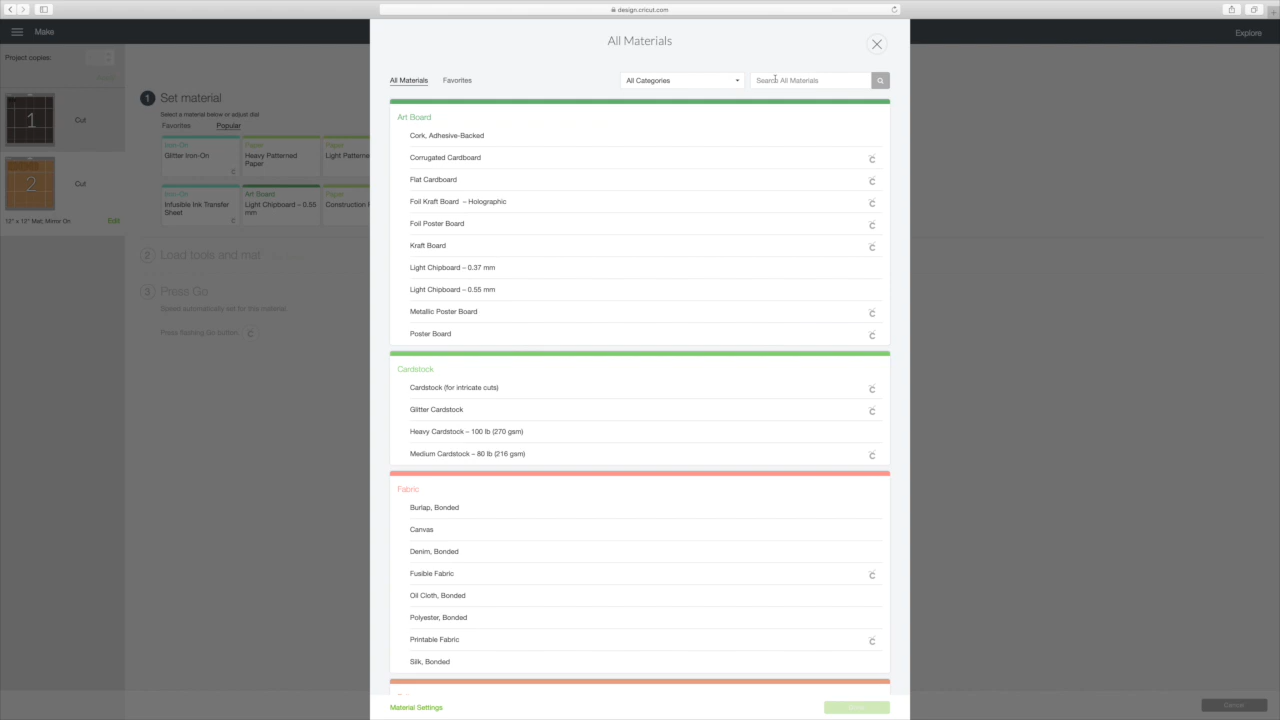 design.cricut.com
Make
Explore
Project copies:
1
Cut
2
Cut
12" x 12" Mat; Mirror On
Edit
1 Set material
Select a material below or adjust dial
Favorites
Popular
Iron-On
Glitter Iron-On
Paper
Heavy Patterned
Paper
Paper
Light Patterned
Iron-On
Infusible Ink Transfer
Sheet
Art Board
Light Chipboard – 0.55
mm
Paper
2 Load tools and mat
3 Press Go
Speed automatically set for this material.
Press flashing Go button.
All Materials
All Materials
Favorites
All Categories
Search All Materials
Art Board
Cork, Adhesive-Backed
Corrugated Cardboard
Flat Cardboard
Foil Kraft Board – Holographic
Foil Poster Board
Kraft Board
Light Chipboard – 0.37 mm
Light Chipboard – 0.55 mm
Metallic Poster Board
Poster Board
Cardstock
Cardstock (for intricate cuts)
Glitter Cardstock
Heavy Cardstock – 100 lb (270 gsm)
Medium Cardstock – 80 lb (216 gsm)
Fabric
Burlap, Bonded
Canvas
Denim, Bonded
Fusible Fabric
Oil Cloth, Bonded
Polyester, Bonded
Printable Fabric
Silk, Bonded
Material Settings
Cancel